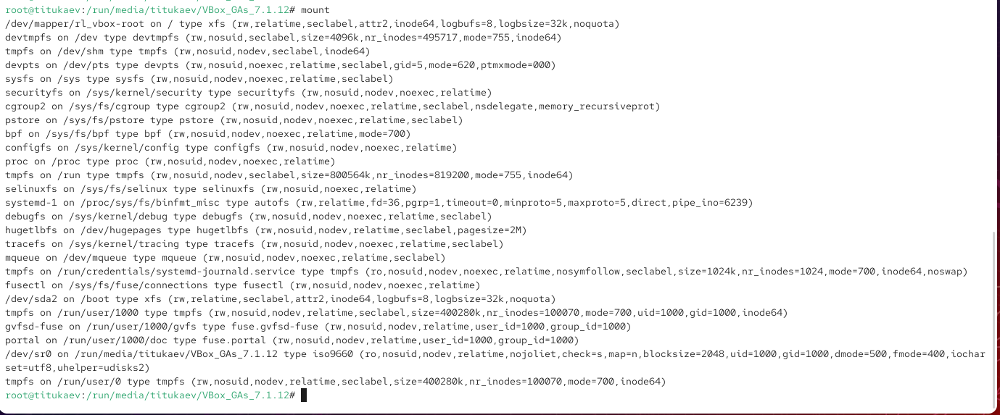 root@titukaev:/run/media/titukaev/VBox_GAs_7.1.12# mount
/dev/mapper/rl_vbox-root on / type xfs (rw,relatime,seclabel,attr2,inode64,logbufs=8,logbsize=32k,noquota)
devtmpfs on /dev type devtmpfs (rw,nosuid,seclabel,size=4096k,nr_inodes=495717,mode=755,inode64)
tmpfs on /dev/shm type tmpfs (rw,nosuid,nodev,seclabel,inode64)
devpts on /dev/pts type devpts (rw,nosuid,noexec,relatime,seclabel,gid=5,mode=620,ptmxmode=000)
sysfs on /sys type sysfs (rw,nosuid,nodev,noexec,relatime,seclabel)
securityfs on /sys/kernel/security type securityfs (rw,nosuid,nodev,noexec,relatime)
cgroup2 on /sys/fs/cgroup type cgroup2 (rw,nosuid,nodev,noexec,relatime,seclabel,nsdelegate,memory_recursiveprot)
pstore on /sys/fs/pstore type pstore (rw,nosuid,nodev,noexec,relatime,seclabel)
bpf on /sys/fs/bpf type bpf (rw,nosuid,nodev,noexec,relatime,mode=700)
configfs on /sys/kernel/config type configfs (rw,nosuid,nodev,noexec,relatime)
proc on /proc type proc (rw,nosuid,nodev,noexec,relatime)
tmpfs on /run type tmpfs (rw,nosuid,nodev,seclabel,size=800564k,nr_inodes=819200,mode=755,inode64)
selinuxfs on /sys/fs/selinux type selinuxfs (rw,nosuid,noexec,relatime)
systemd-1 on /proc/sys/fs/binfmt_misc type autofs (rw,relatime,fd=36,pgrp=1,timeout=0,minproto=5,maxproto=5,direct,pipe_ino=6239)
debugfs on /sys/kernel/debug type debugfs (rw,nosuid,nodev,noexec,relatime,seclabel)
hugetlbfs on /dev/hugepages type hugetlbfs (rw,nosuid,nodev,relatime,seclabel,pagesize=2M)
tracefs on /sys/kernel/tracing type tracefs (rw,nosuid,nodev,noexec,relatime,seclabel)
mqueue on /dev/mqueue type mqueue (rw,nosuid,nodev,noexec,relatime,seclabel)
tmpfs on /run/credentials/systemd-journald.service type tmpfs (ro,nosuid,nodev,noexec,relatime,nosymfollow,seclabel,size=1024k,nr_inodes=1024,mode=700,inode64,noswap)
fusectl on /sys/fs/fuse/connections type fusectl (rw,nosuid,nodev,noexec,relatime)
/dev/sda2 on /boot type xfs (rw,relatime,seclabel,attr2,inode64,logbufs=8,logbsize=32k,noquota)
tmpfs on /run/user/1000 type tmpfs (rw,nosuid,nodev,relatime,seclabel,size=400280k,nr_inodes=100070,mode=700,uid=1000,gid=1000,inode64)
gvfsd-fuse on /run/user/1000/gvfs type fuse.gvfsd-fuse (rw,nosuid,nodev,relatime,user_id=1000,group_id=1000)
portal on /run/user/1000/doc type fuse.portal (rw,nosuid,nodev,relatime,user_id=1000,group_id=1000)
/dev/sr0 on /run/media/titukaev/VBox_GAs_7.1.12 type iso9660 (ro,nosuid,nodev,relatime,nojoliet,check=s,map=n,blocksize=2048,uid=1000,gid=1000,dmode=500,fmode=400,iochar
set=utf8,uhelper=udisks2)
tmpfs on /run/user/0 type tmpfs (rw,nosuid,nodev,relatime,seclabel,size=400280k,nr_inodes=100070,mode=700,inode64)
root@titukaev:/run/media/titukaev/VBox_GAs_7.1.12#